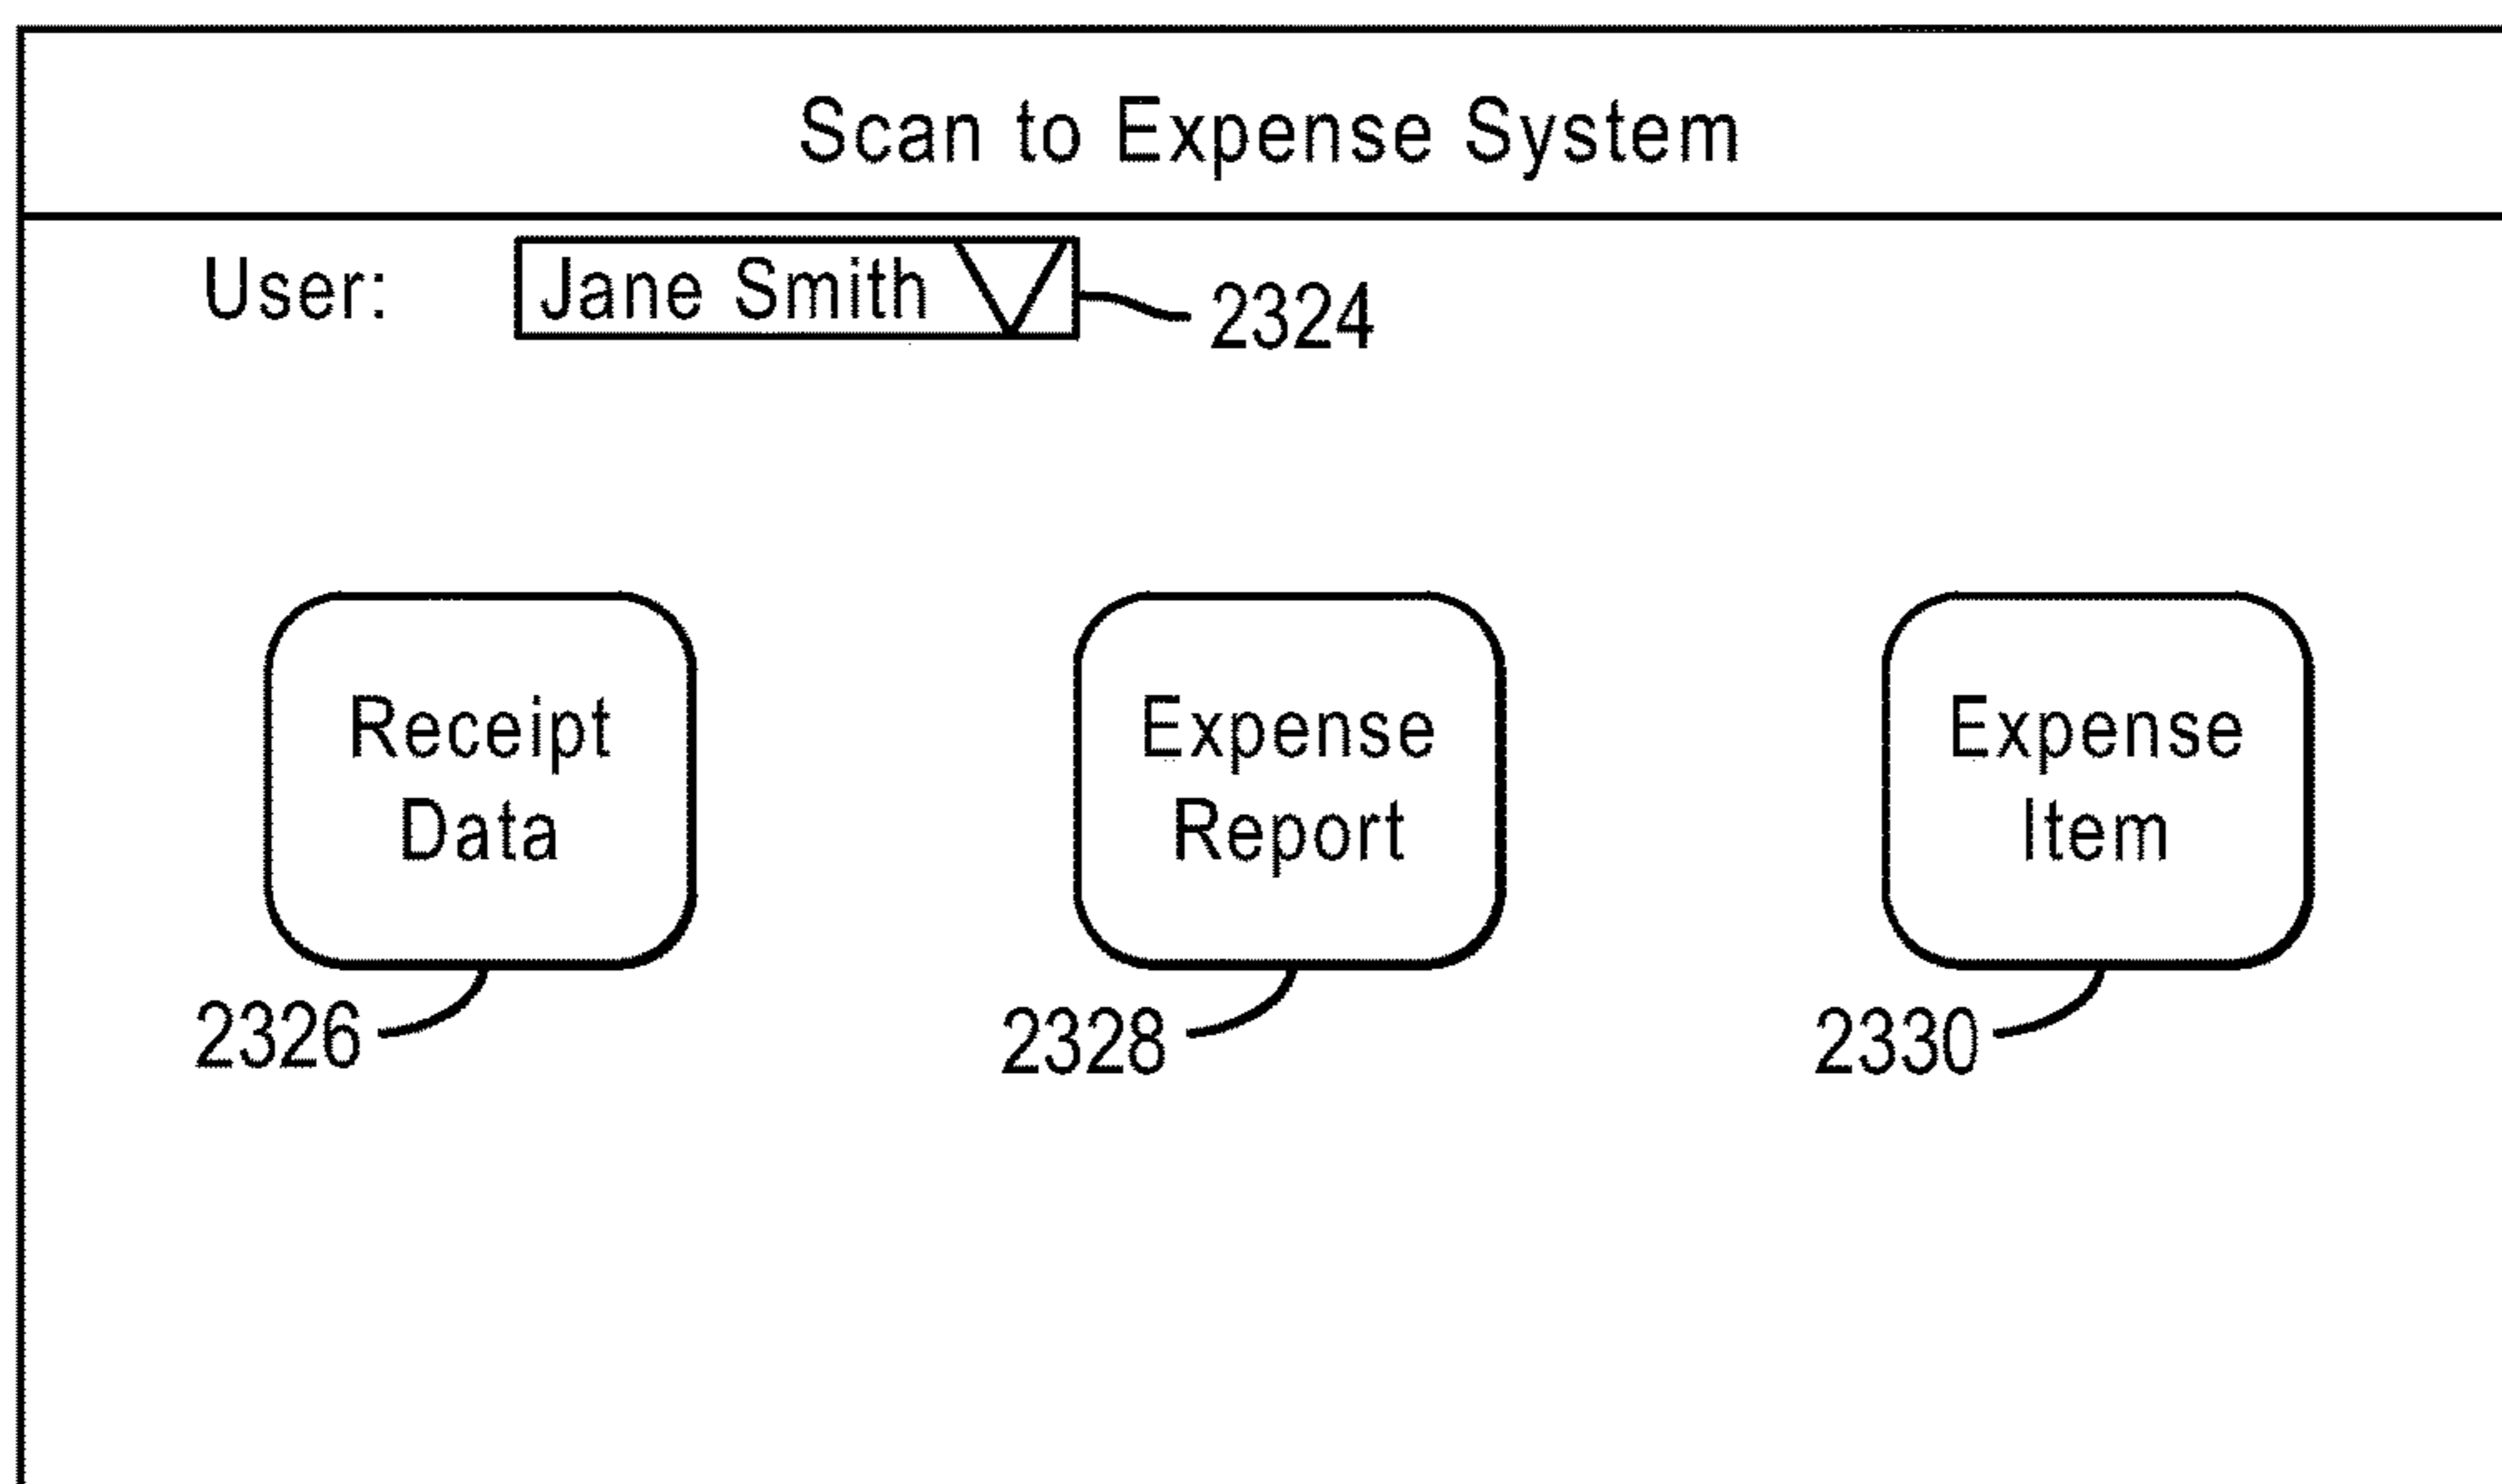 Scan to Expense System
User: Jane Smith 2324
Receipt Data
Expense Report
Expense Item
2326 2328 2330